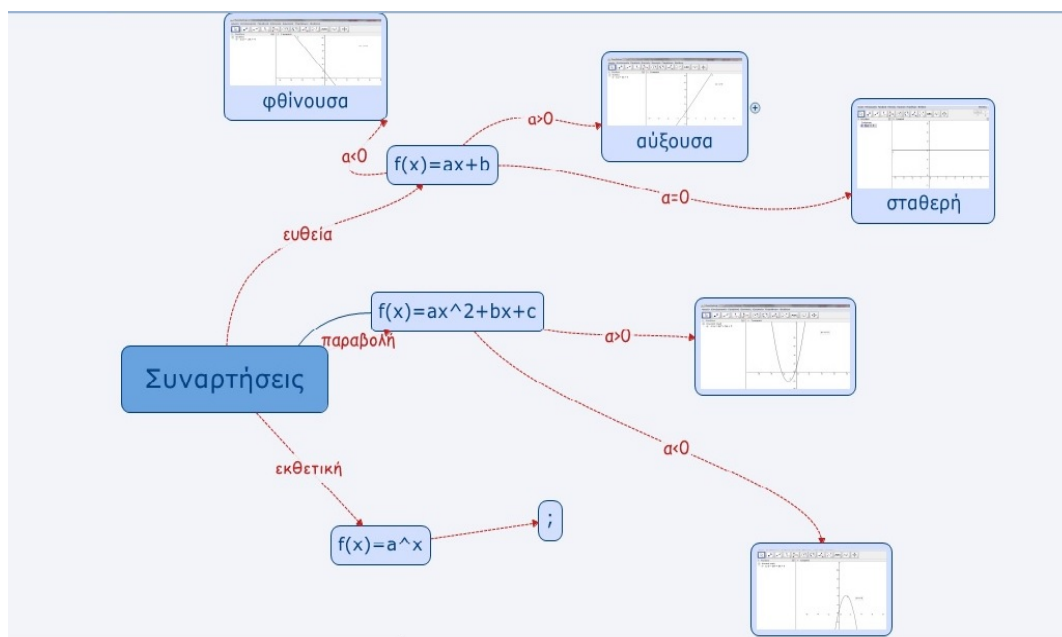 φθίνουσα
α>0
αύξουσα
α<0
f(x)=ax+b
α=0
σταθερή
ευθεία
f(x)=ax^2+bx+c
παραβολή
α>0
Συναρτήσεις
α<0
εκθετική
;
f(x)=a^x